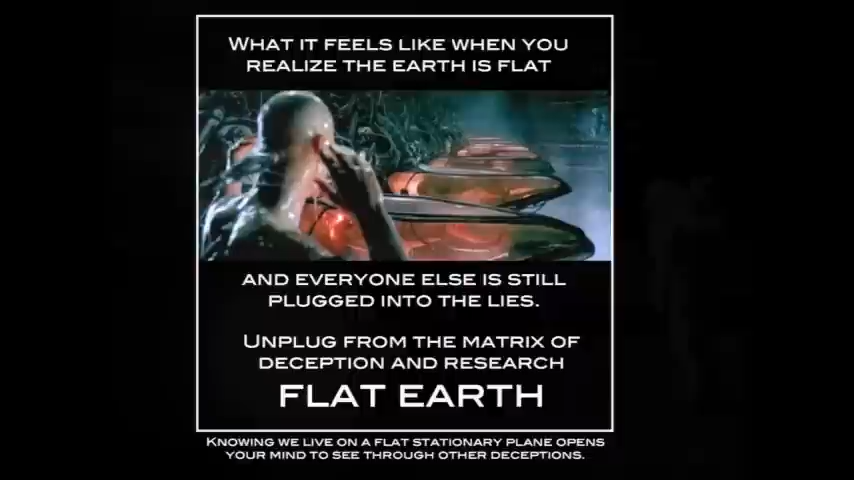 What it feels like when you
realize the earth is flat
and everyone else is still
plugged into the lies.
Unplug from the matrix of
deception and research
FLAT EARTH
Knowing we live on a flat stationary plane opens
your mind to see through other deceptions.